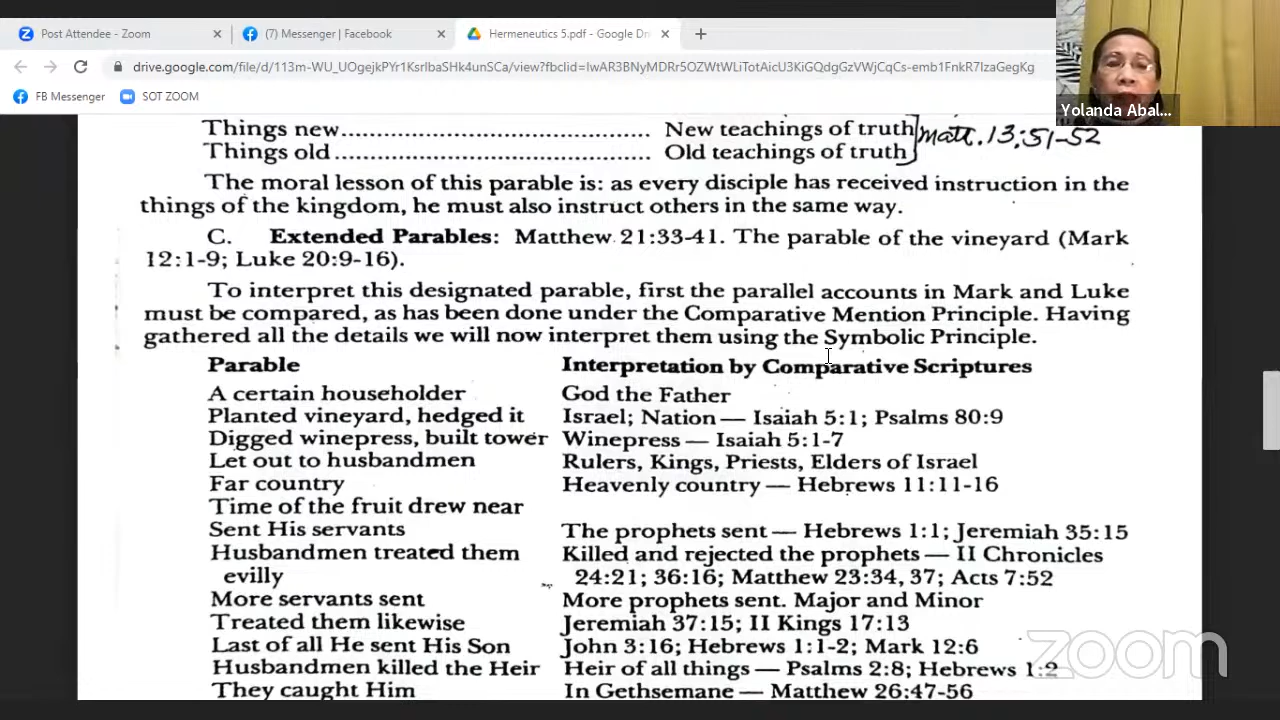 Post Attendee - Zoom
(7) Messenger | Facebook
Hermeneutics 5.pdf - Google Dri
FB Messenger
SOT ZOOM
Yolanda Abal...
Things new.................................................. New teachings of truth
Things old................................................... Old teachings of truth
Matt. 13:51-52
The moral lesson of this parable is: as every disciple has received instruction in the
things of the kingdom, he must also instruct others in the same way.
C. Extended Parables: Matthew 21:33-41. The parable of the vineyard (Mark
12:1-9; Luke 20:9-16).
To interpret this designated parable, first the parallel accounts in Mark and Luke
must be compared, as has been done under the Comparative Mention Principle. Having
gathered all the details we will now interpret them using the Symbolic Principle.
Parable Interpretation by Comparative Scriptures
A certain householder God the Father
Planted vineyard, hedged it Israel; Nation — Isaiah 5:1; Psalms 80:9
Digged winepress, built tower Winepress — Isaiah 5:1-7
Let out to husbandmen Rulers, Kings, Priests, Elders of Israel
Far country Heavenly country — Hebrews 11:11-16
Time of the fruit drew near
Sent His servants The prophets sent — Hebrews 1:1; Jeremiah 35:15
Husbandmen treated them Killed and rejected the prophets — II Chronicles
evilly 24:21; 36:16; Matthew 23:34, 37; Acts 7:52
More servants sent More prophets sent. Major and Minor
Treated them likewise Jeremiah 37:15; II Kings 17:13
Last of all He sent His Son John 3:16; Hebrews 1:1-2; Mark 12:6
Husbandmen killed the Heir Heir of all things — Psalms 2:8; Hebrews 1:2
They caught Him In Gethsemane — Matthew 26:47-56
zoom